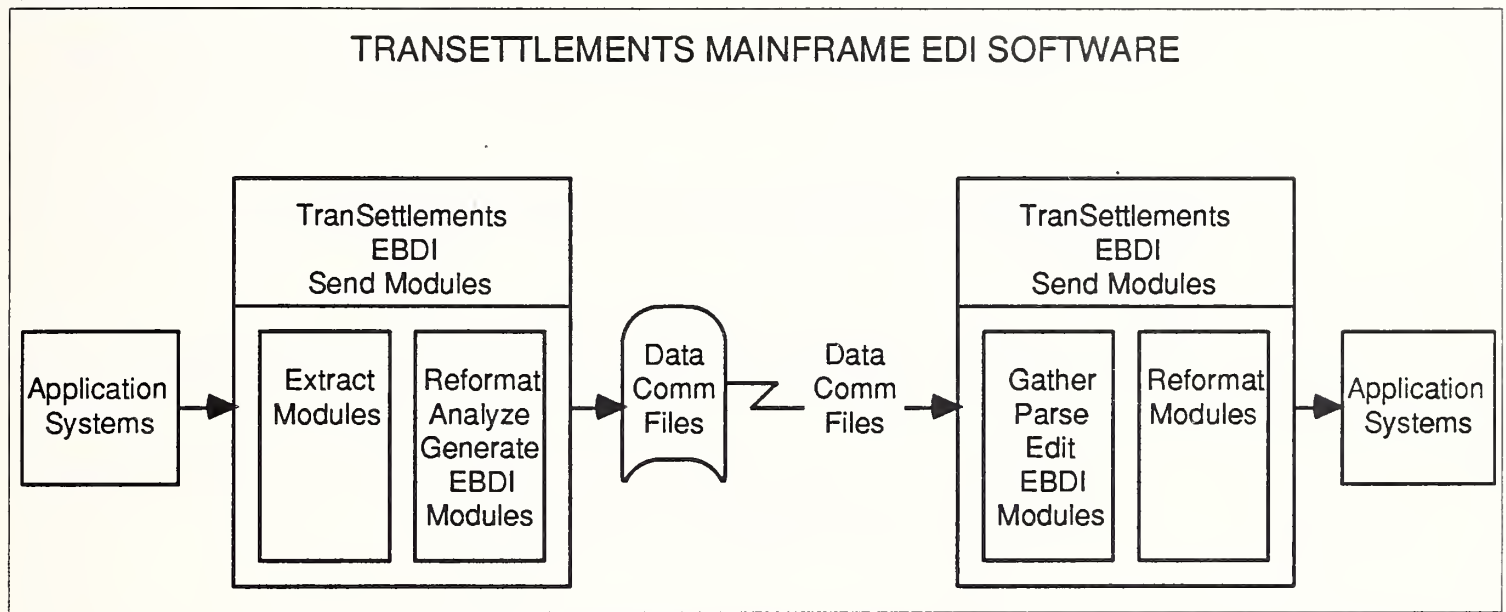 TRANSETTLEMENTS MAINFRAME EDI SOFTWARE
Application
Systems
TranSettlements
EBDI
Send Modules
Extract
Modules
Reformat
Analyze
Generate
EBDI
Modules
Data
Comm
Files
Data
Comm
Files
TranSettlements
EBDI
Send Modules
Gather
Parse
Edit
EBDI
Modules
Reformat
Modules
Application
Systems